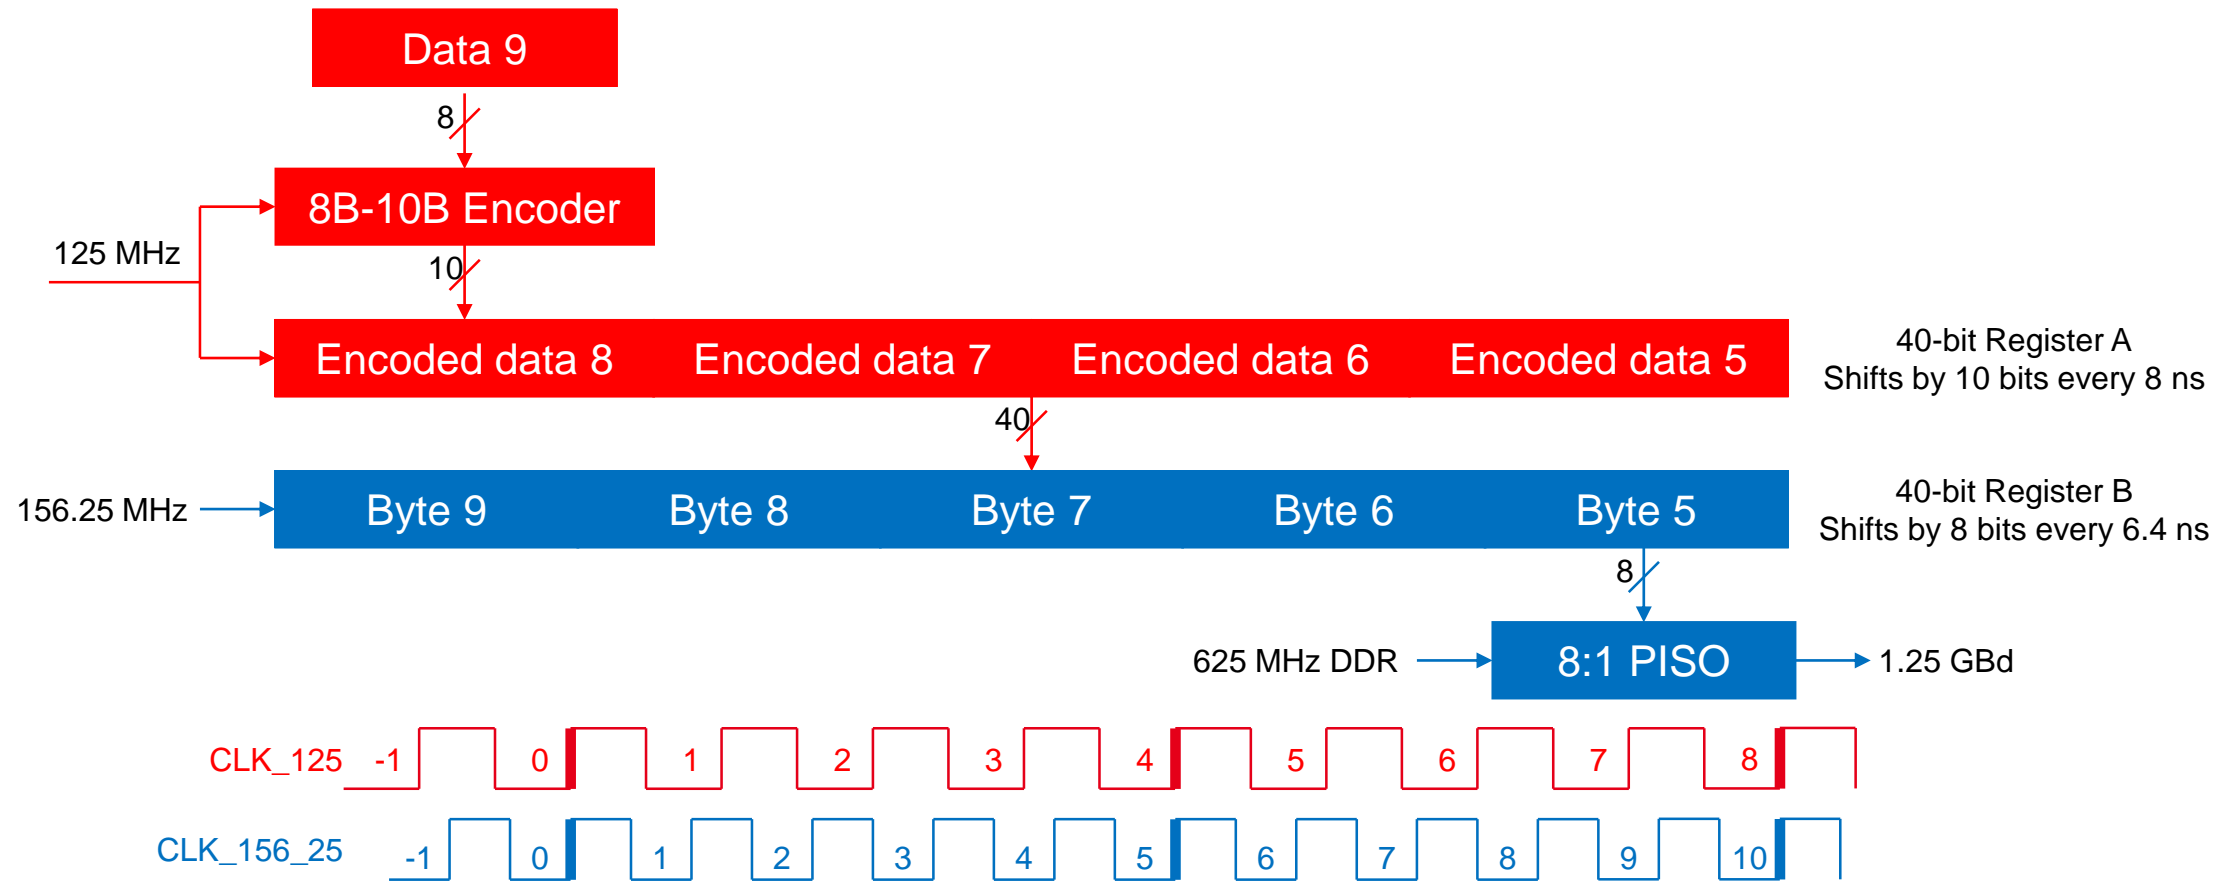 Data 9
8
8B-10B Encoder
125 MHz
10
Encoded data 8 Encoded data 7 Encoded data 6 Encoded data 5
40-bit Register A
Shifts by 10 bits every 8 ns
40
156.25 MHz
Byte 9 Byte 8 Byte 7 Byte 6 Byte 5
40-bit Register B
Shifts by 8 bits every 6.4 ns
8
625 MHz DDR
8:1 PISO
1.25 GBd
CLK_125 -1 0 1 2 3 4 5 6 7 8
CLK_156_25 -1 0 1 2 3 4 5 6 7 8 9 10